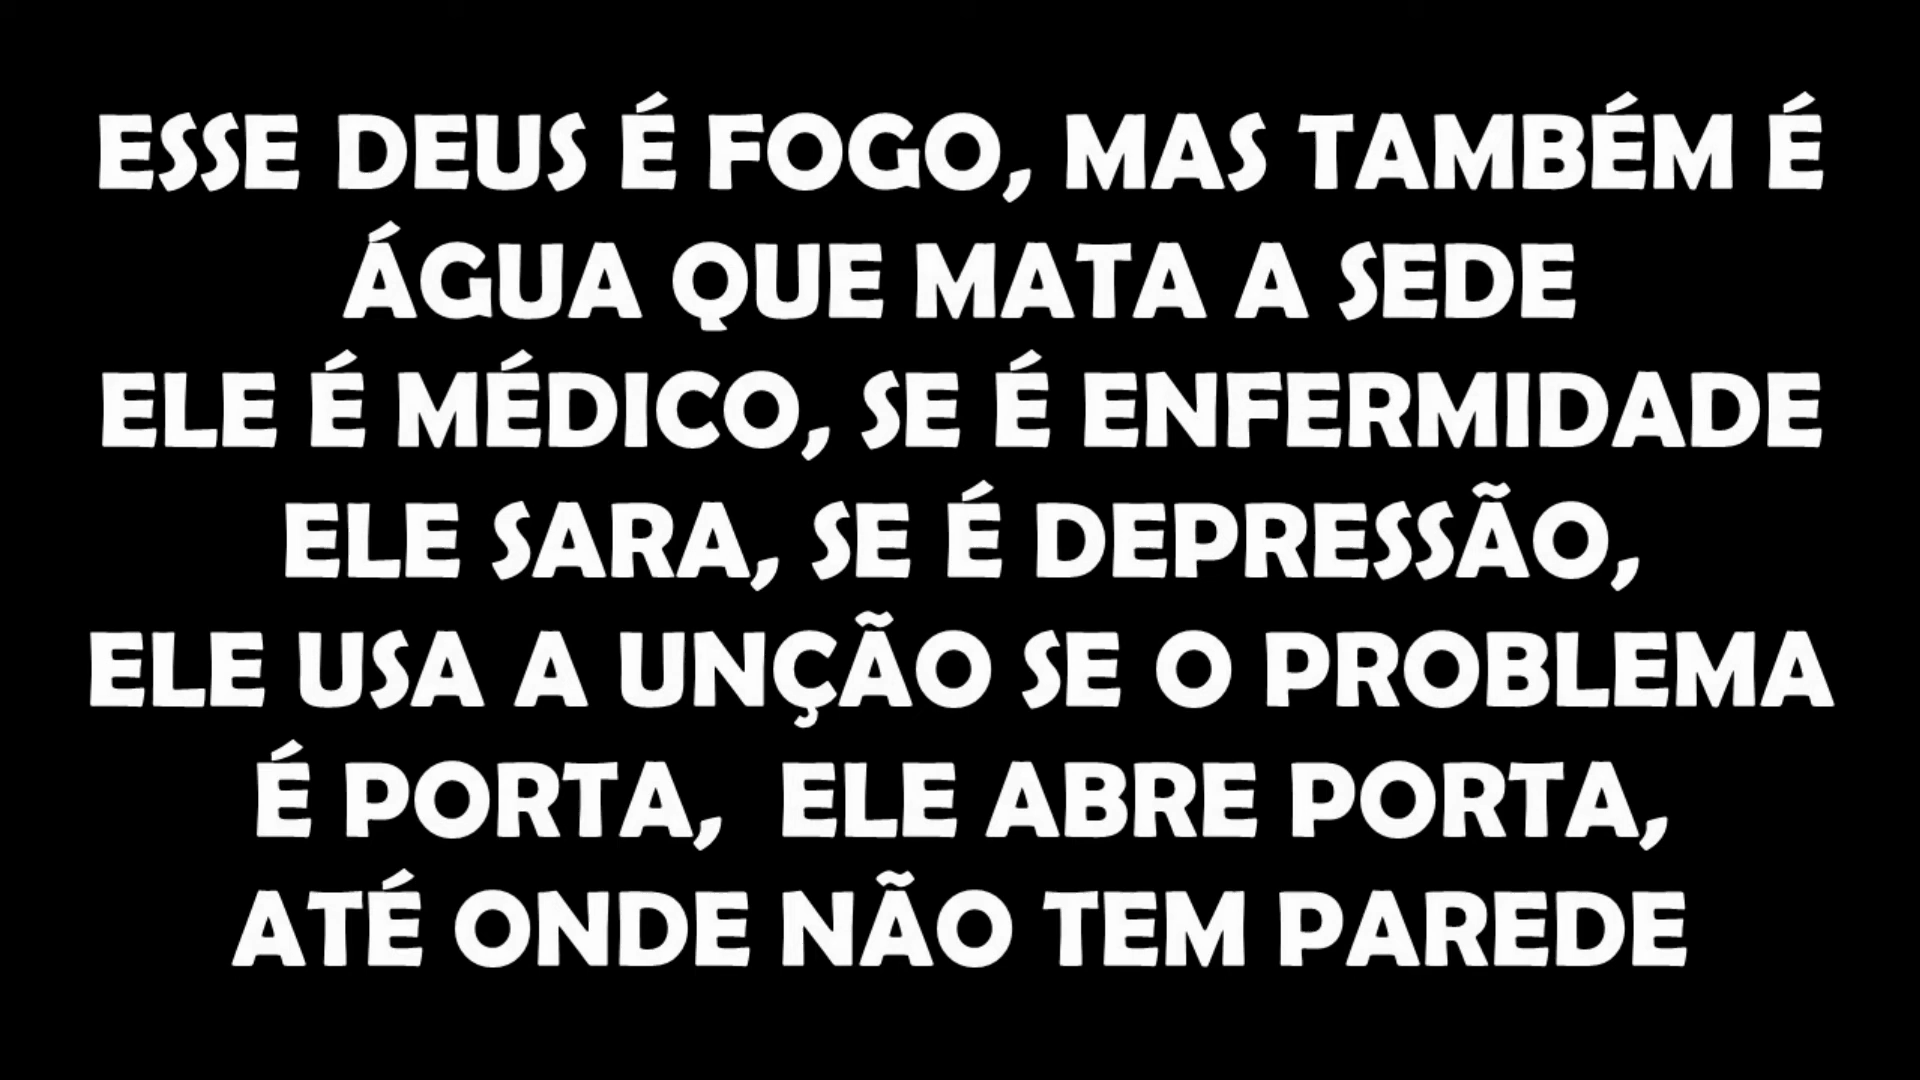 ESSE DEUS É FOGO, MAS TAMBÉM É
ÁGUA QUE MATA A SEDE
ELE É MÉDICO, SE É ENFERMIDADE
ELE SARA, SE É DEPRESSÃO,
ELE USA A UNÇÃO SE O PROBLEMA
É PORTA,  ELE ABRE PORTA,
ATÉ ONDE NÃO TEM PAREDE